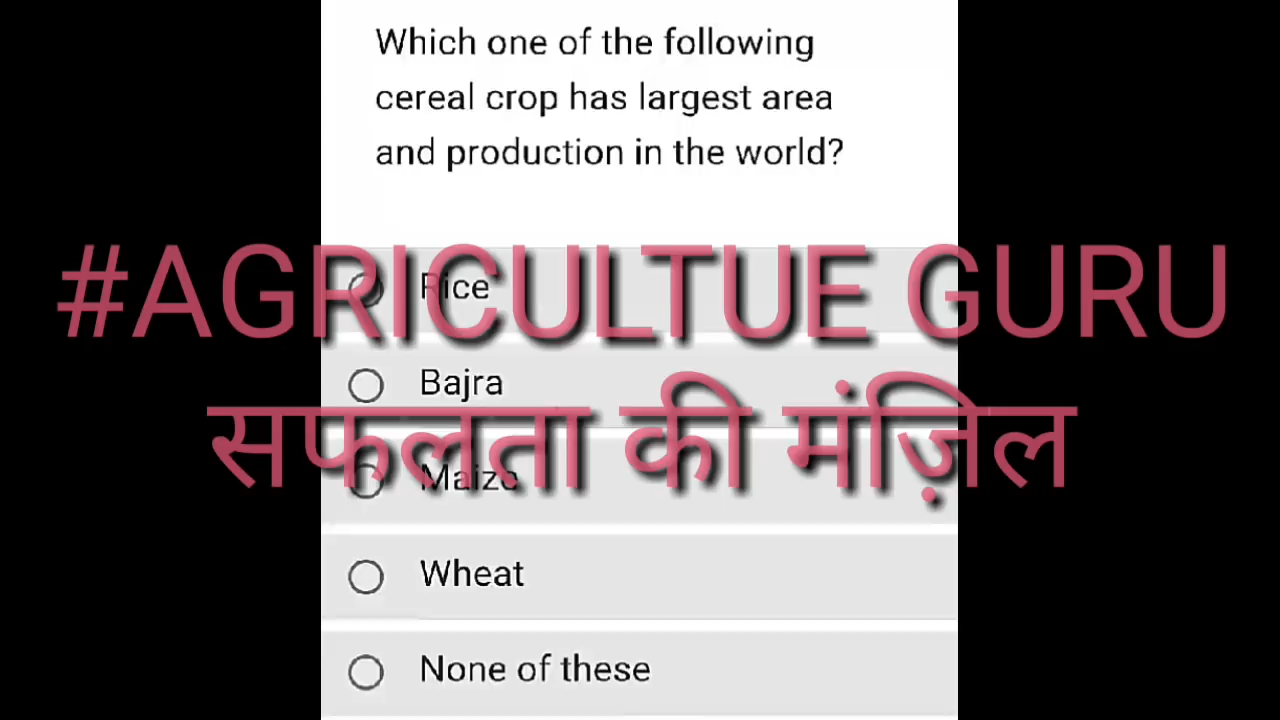 Which one of the following
cereal crop has largest area
and production in the world?
#AGRICULTUE GURU
Rice
Bajra
सफलता की मंज़िल
Maize
Wheat
None of these